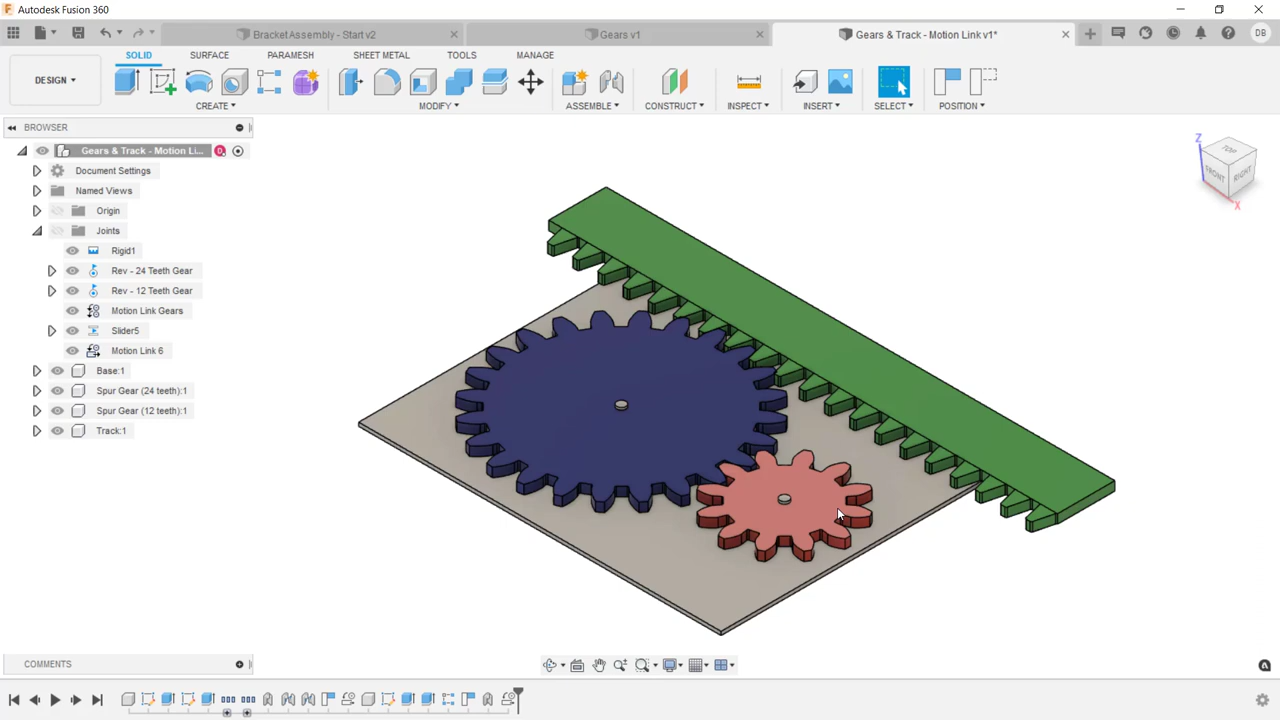 Autodesk Fusion 360
BracketAssembly - Start v2
Gears v1
Gears & Track - Motion Link v1*
DB
DESIGN
SOLID
SURFACE
PARAMESH
SHEET METAL
TOOLS
MANAGE
CREATE
MODIFY
ASSEMBLE
CONSTRUCT
INSPECT
INSERT
SELECT
POSITION
BROWSER
Gears & Track - Motion Li...
Document Settings
Named Views
Origin
Joints
Rigid1
Rev - 24 Teeth Gear
Rev - 12 Teeth Gear
Motion Link Gears
Slider5
Motion Link 6
Base:1
Spur Gear (24 teeth):1
Spur Gear (12 teeth):1
Track:1
Z
TOP
FRONT
RIGHT
X
COMMENTS